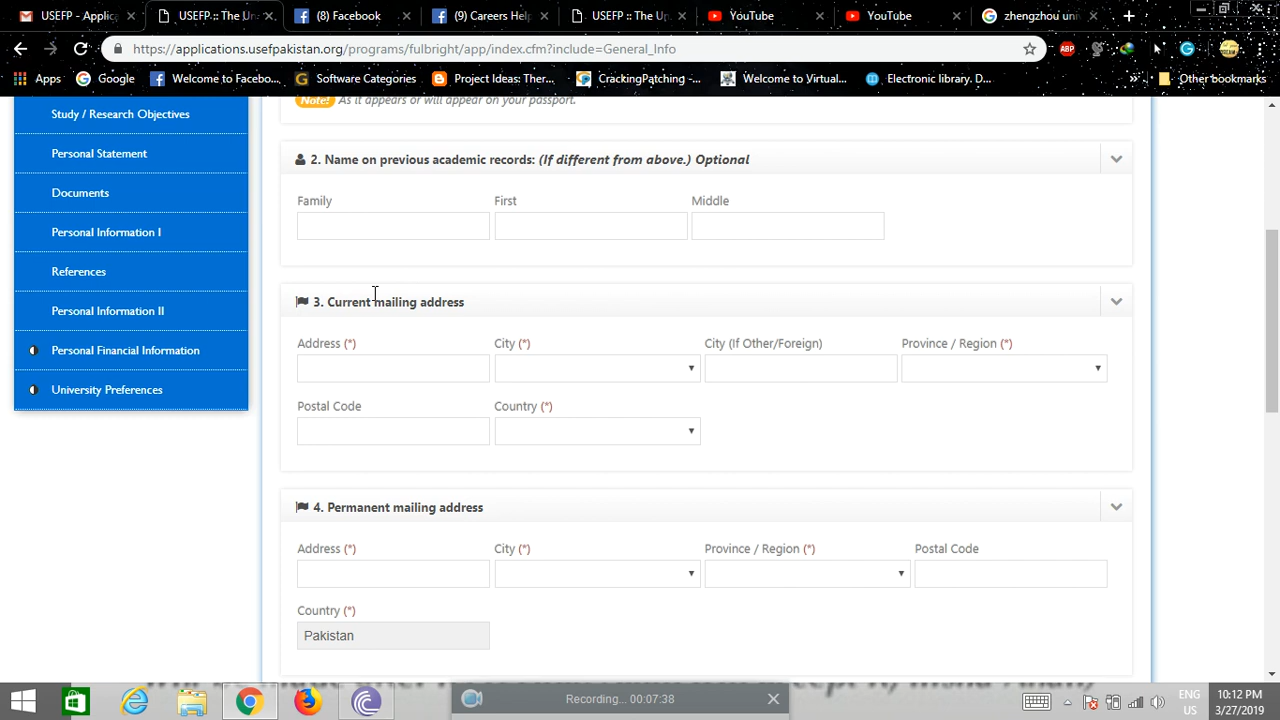 USEFP - Applica
USEFP :: The Un
(8) Facebook
(9) Careers Hel
USEFP :: The Un
YouTube
YouTube
zhengzhou uni
https://applications.usefpakistan.org/programs/fulbright/app/index.cfm?include=General_Info
ABP
Apps
Google
Welcome to Facebo...
Software Categories
Project Ideas: Ther...
CrackingPatching -...
Welcome to Virtual...
Electronic library. D...
Other bookmarks
Study / Research Objectives
Personal Statement
Documents
Personal Information I
References
Personal Information II
Personal Financial Information
University Preferences
Note! As it appears or will appear on your passport.
2. Name on previous academic records: (If different from above.) Optional
Family First Middle
3. Current mailing address
Address (*) City (*) City (If Other/Foreign) Province / Region (*)
Postal Code Country (*)
4. Permanent mailing address
Address (*) City (*) Province / Region (*) Postal Code
Country (*)
Pakistan
Recording... 00:07:38
ENG
US
10:12 PM
3/27/2019